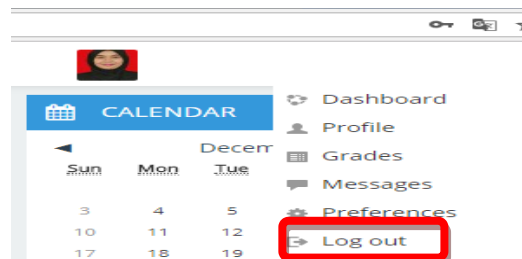 CALENDAR
Decem
Sun Mon Tue
3 4 5
10 11 12
17 18 19
Dashboard
Profile
Grades
Messages
Preferences
Log out